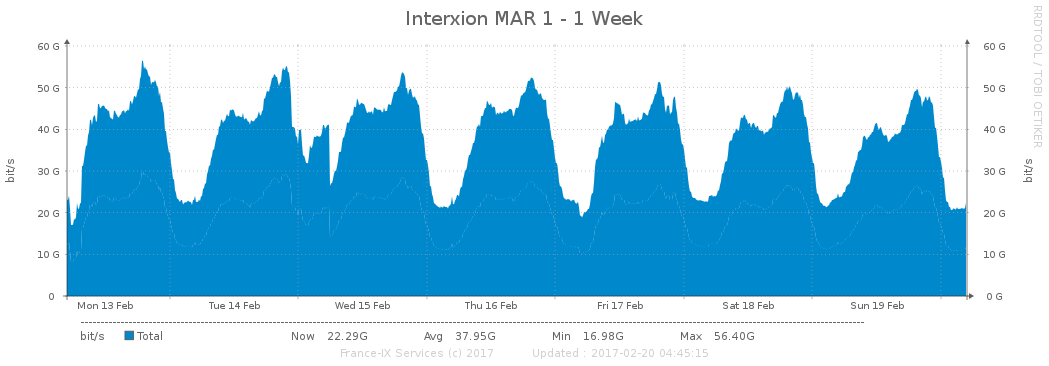 Interxion MAR 1 - 1 Week
RRDTOOL / TOBI OETIKER
60 G 60 G
50 G 50 G
40 G 40 G
30 G 30 G
20 G 20 G
10 G 10 G
0 0 G
bit/s bit/s
Mon 13 Feb Tue 14 Feb Wed 15 Feb Thu 16 Feb Fri 17 Feb Sat 18 Feb Sun 19 Feb
bit/s Total Now 22.29G Avg 37.95G Min 16.98G Max 56.40G
France-IX Services (c) 2017 Updated : 2017-02-20 04:45:15